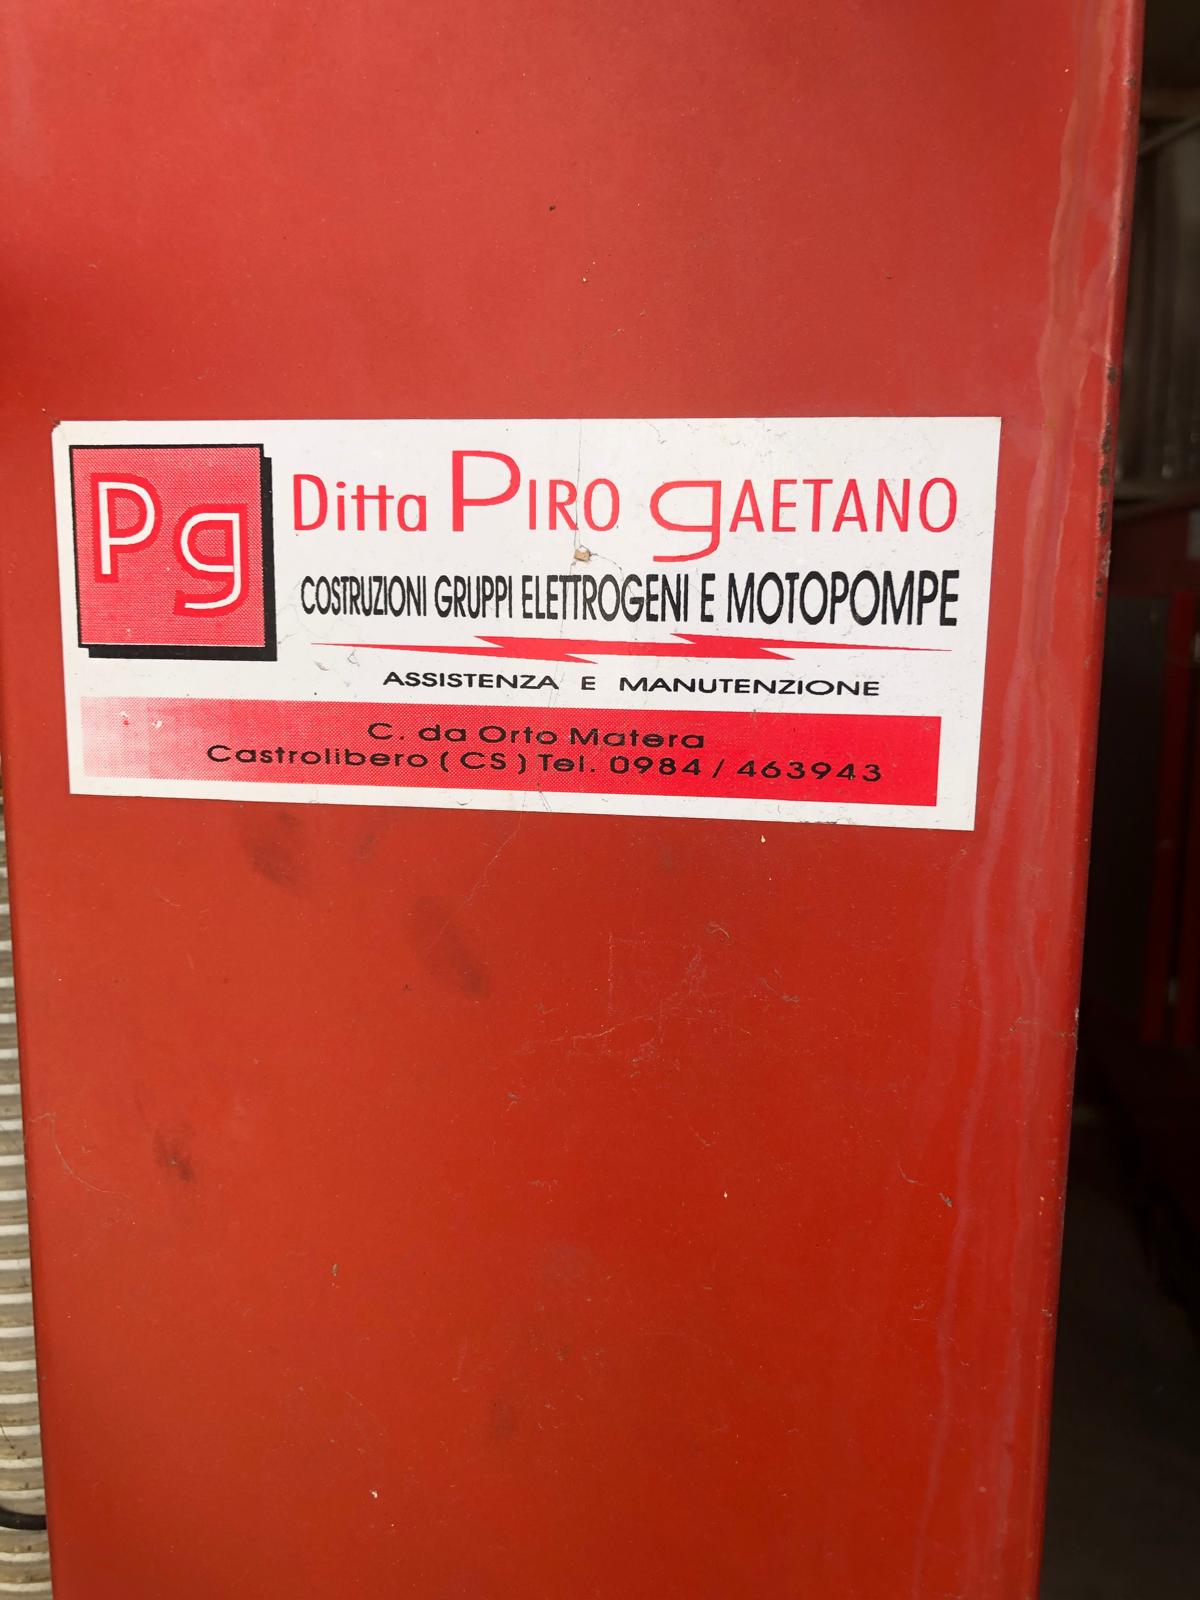 Pg
Ditta PIRO gAETANO
COSTRUZIONI GRUPPI ELETTROGENI E MOTOPOMPE
ASSISTENZA E MANUTENZIONE
C. da Orto Matera
Castrolibero ( CS ) Tel. 0984 / 463943